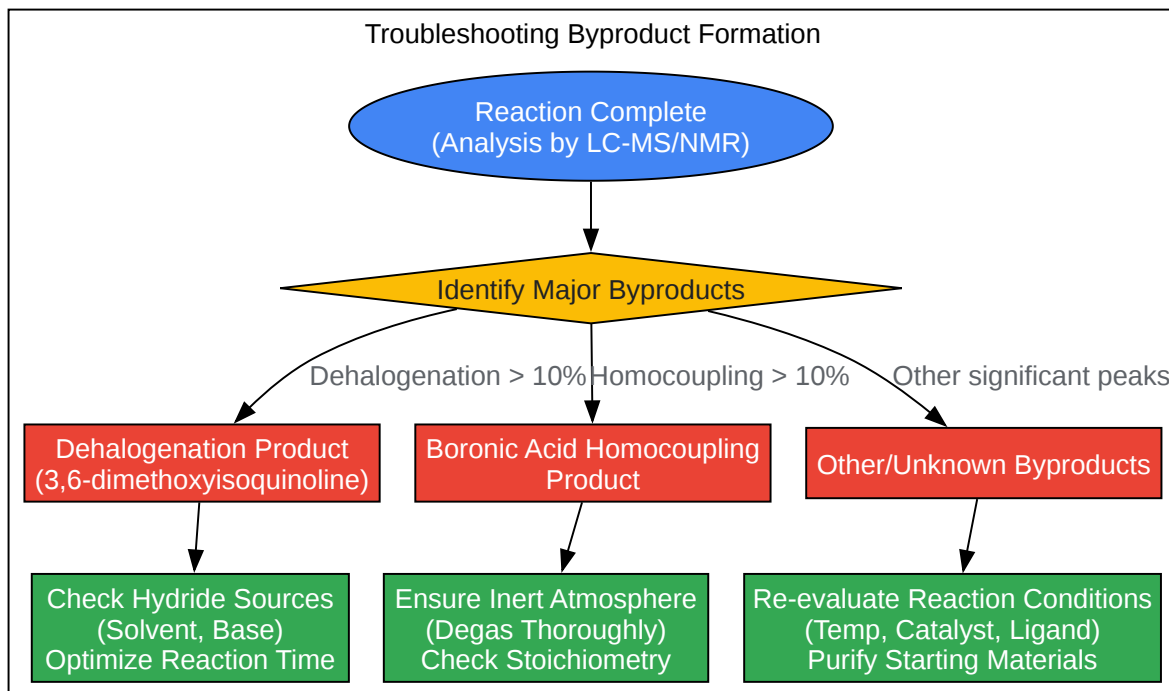 Troubleshooting Byproduct Formation
Reaction Complete
(Analysis by LC-MS/NMR)
Identify Major Byproducts
Dehalogenation > 10%
Homocoupling > 10%
Other significant peaks
Dehalogenation Product
(3,6-dimethoxyisoquinoline)
Boronic Acid Homocoupling
Product
Other/Unknown Byproducts
Check Hydride Sources
(Solvent, Base)
Optimize Reaction Time
Ensure Inert Atmosphere
(Degas Thoroughly)
Check Stoichiometry
Re-evaluate Reaction Conditions
(Temp, Catalyst, Ligand)
Purify Starting Materials